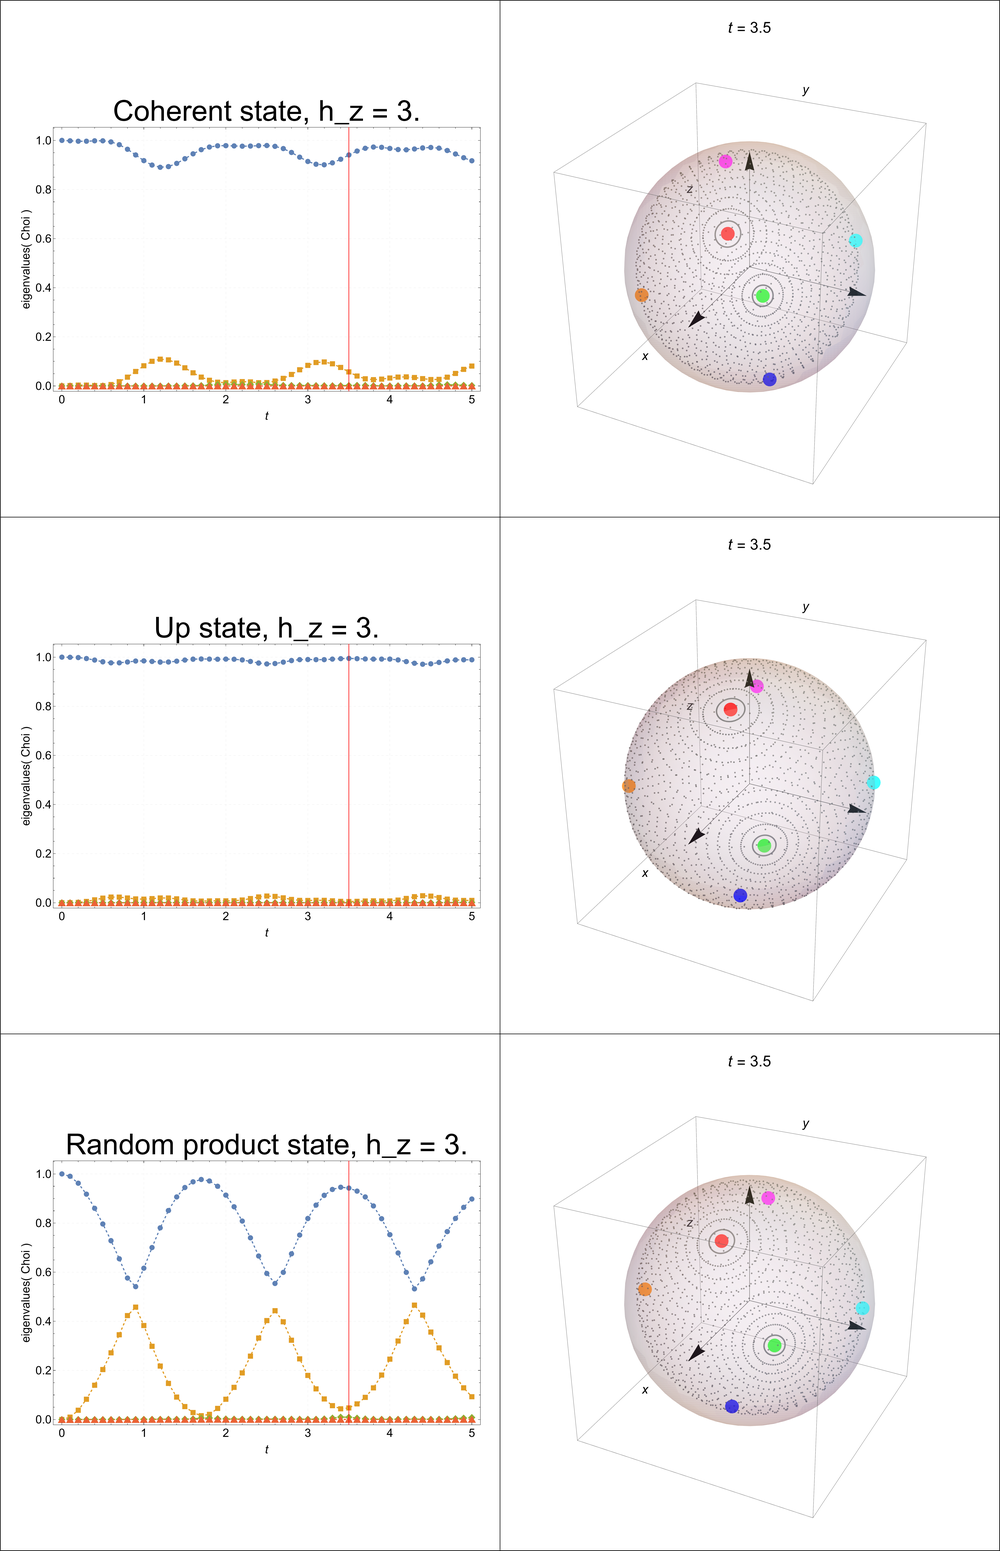 t = 3.5
Coherent state, h_z = 3.
eigenvalues( Choi )
1.0
0.8
0.6
0.4
0.2
0.0
0 1 2 3 4 5
t
y
z
x
t = 3.5
Up state, h_z = 3.
eigenvalues( Choi )
1.0
0.8
0.6
0.4
0.2
0.0
0 1 2 3 4 5
t
y
z
x
t = 3.5
Random product state, h_z = 3.
eigenvalues( Choi )
1.0
0.8
0.6
0.4
0.2
0.0
0 1 2 3 4 5
t
y
z
x